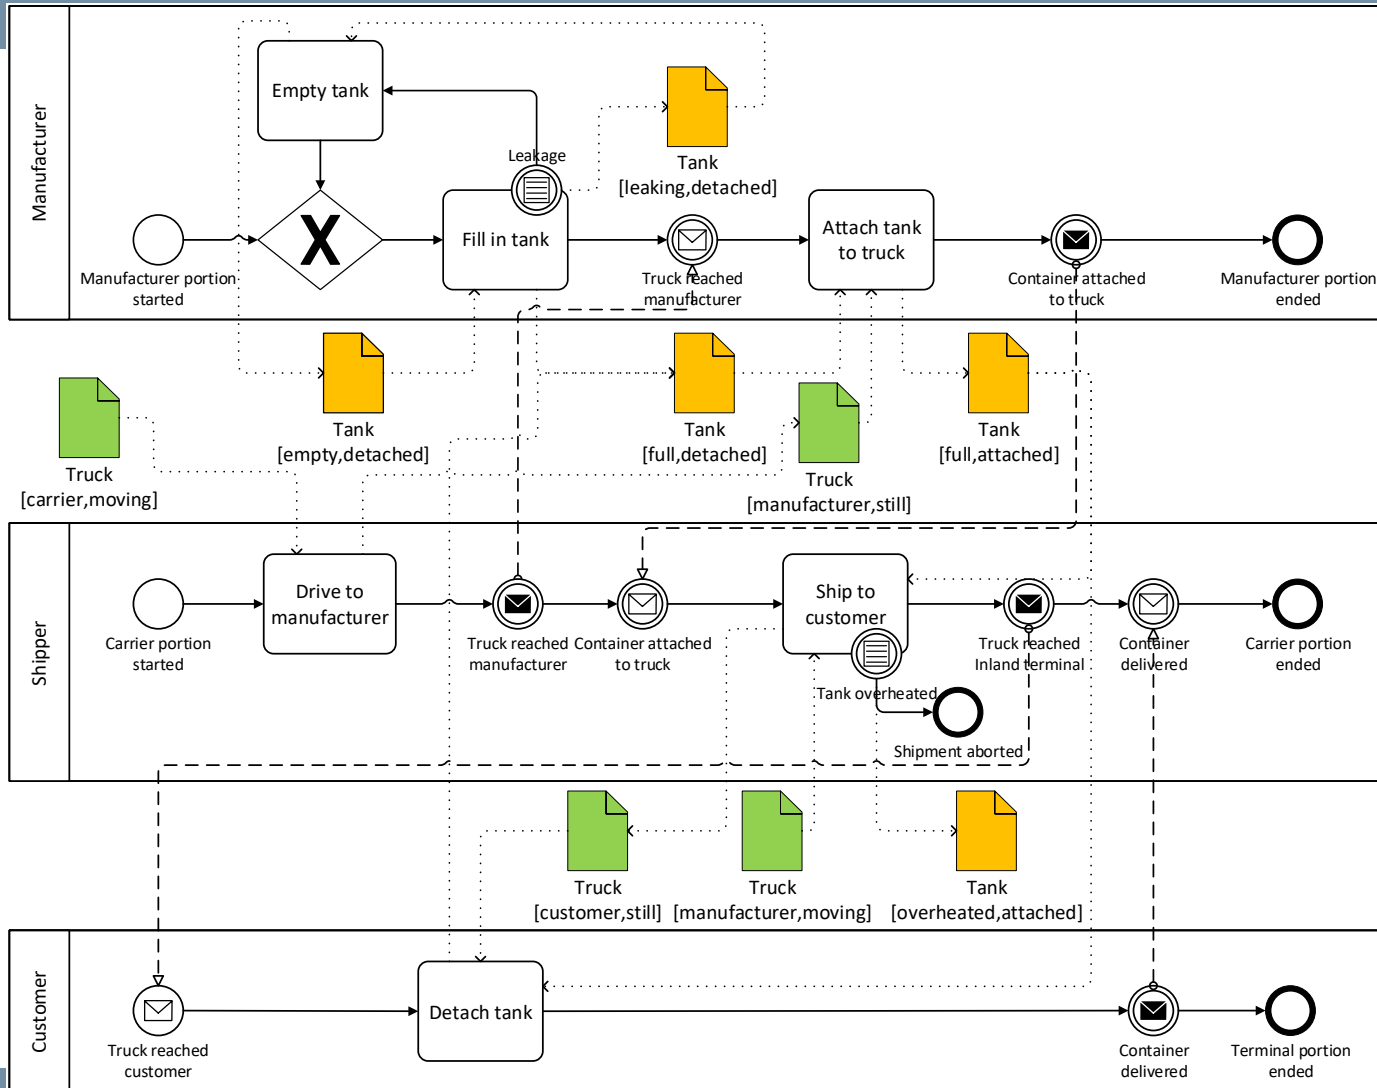 Manufacturer
Empty tank
Leakage
Tank
[leaking,detached]
Fill in tank
Attach tank
to truck
Manufacturer portion
started
Truck reached
manufacturer
Container attached
to truck
Manufacturer portion
ended
X
Truck
[carrier,moving]
Tank
[empty,detached]
Tank
[full,detached]
Truck
[manufacturer,still]
Tank
[full,attached]
Shipper
Drive to
manufacturer
Ship to
customer
Carrier portion
started
Truck reached
manufacturer
Container attached
to truck
Tank overheated
Truck reached
Inland terminal
Container
delivered
Carrier portion
ended
Shipment aborted
Truck
[customer,still]
Truck
[manufacturer,moving]
Tank
[overheated,attached]
Customer
Detach tank
Truck reached
customer
Container
delivered
Terminal portion
ended